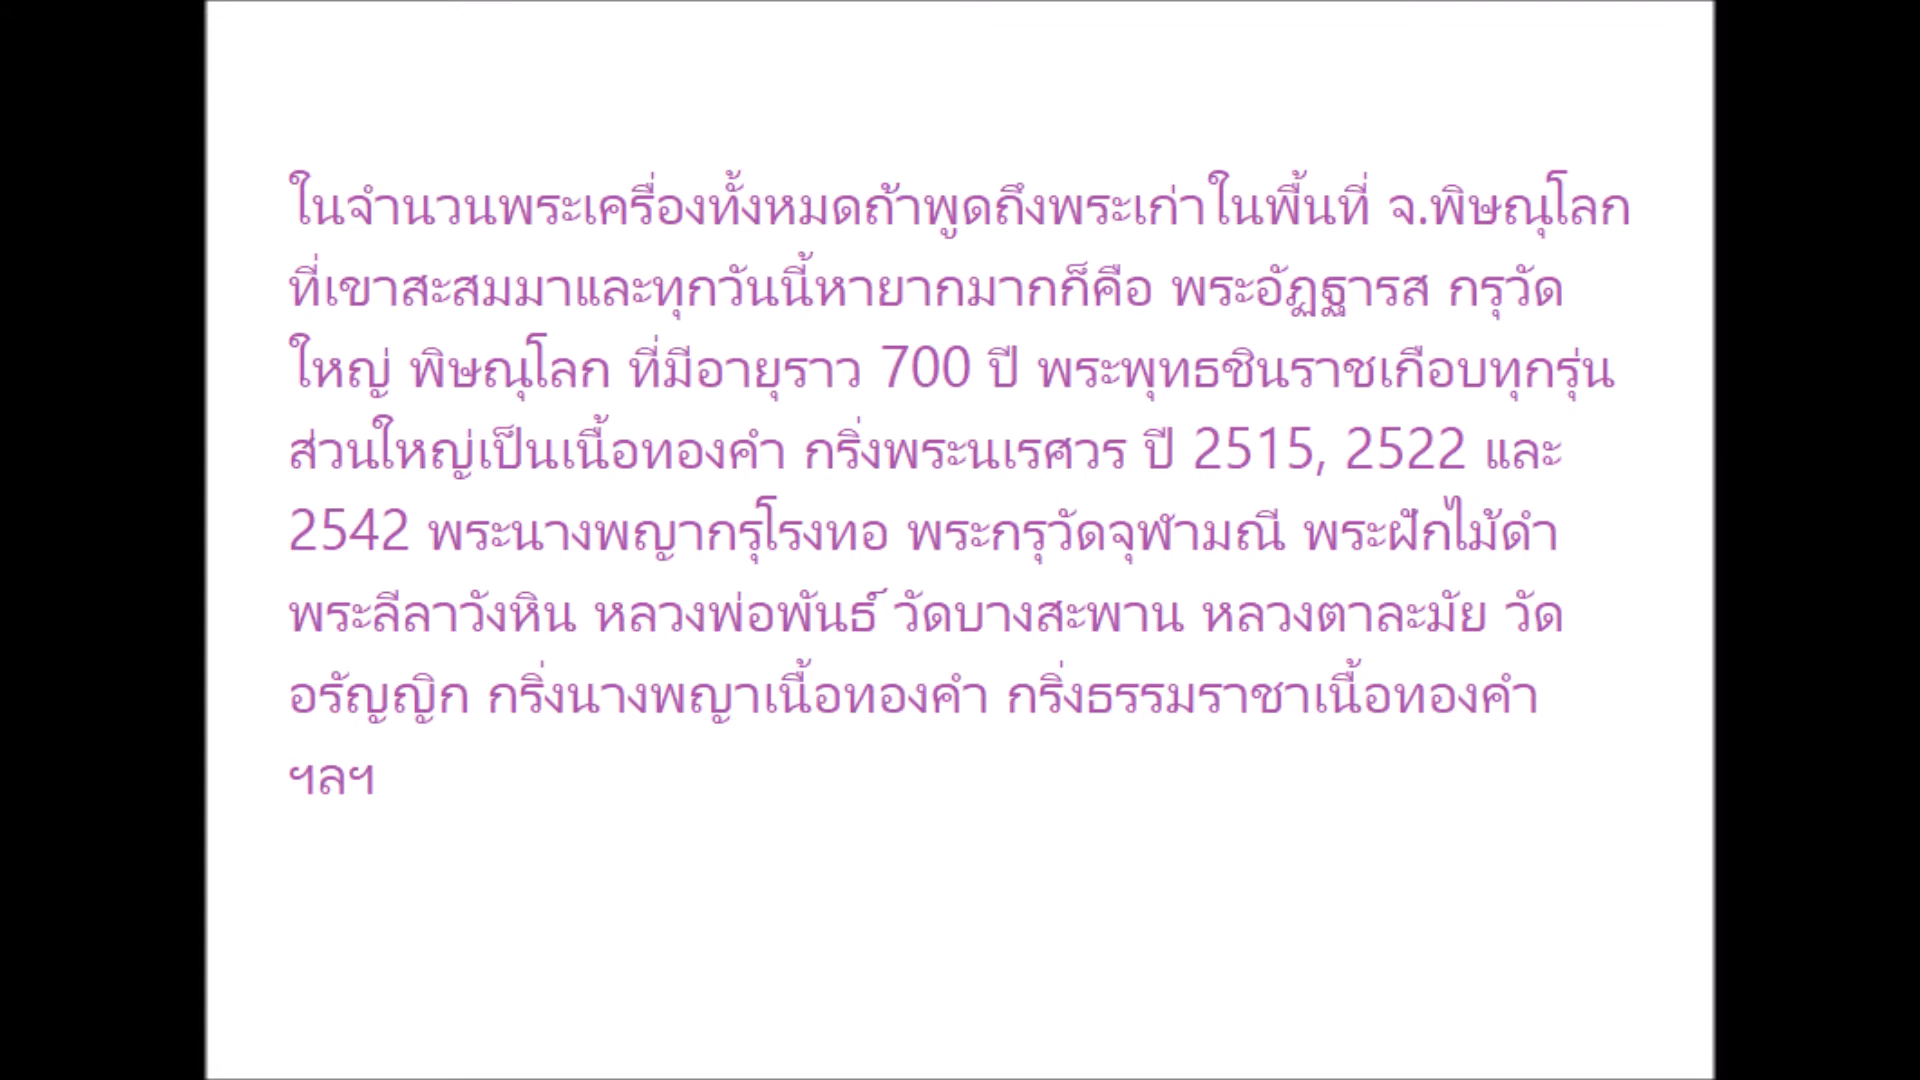 ในจำนวนพระเครื่องทั้งหมดถ้าพูดถึงพระเก่าในพื้นที่ จ.พิษณุโลก
ที่เขาสะสมมาและทุกวันนี้หายากมากก็คือ พระอัฏฐารส กรุวัด
ใหญ่ พิษณุโลก ที่มีอายุราว 700 ปี พระพุทธชินราชเกือบทุกรุ่น
ส่วนใหญ่เป็นเนื้อทองคำ กริ่งพระนเรศวร ปี 2515, 2522 และ
2542 พระนางพญากรุโรงทอ พระกรุวัดจุฬามณี พระฝักไม้ดำ
พระลีลาวังหิน หลวงพ่อพันธ์ วัดบางสะพาน หลวงตาละมัย วัด
อรัญญิก กริ่งนางพญาเนื้อทองคำ กริ่งธรรมราชาเนื้อทองคำ
ฯลฯ